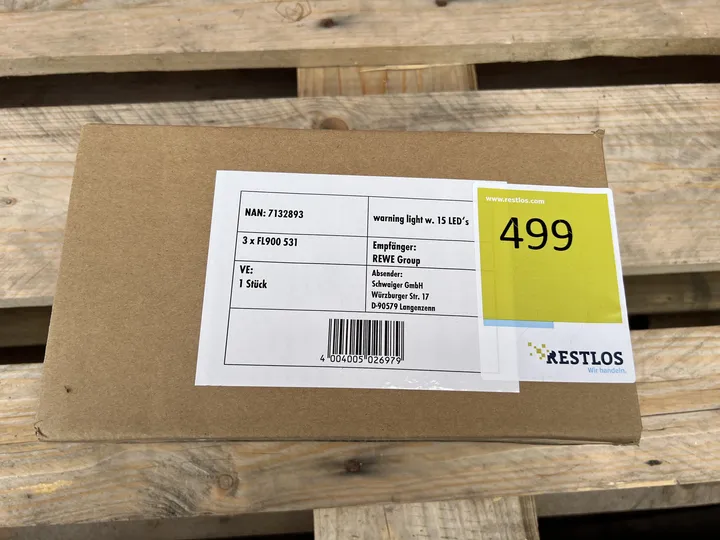 NAN: 7132893
warning light w. 15 LED's
3 x FL900 531
Empfänger:
REWE Group
VE:
1 Stück
Absender:
Schwaiger GmbH
Würzburger Str. 17
D-90579 Langenzenn
4 004005 026979
www.restlos.com
499
RESTLOS
Wir handeln.